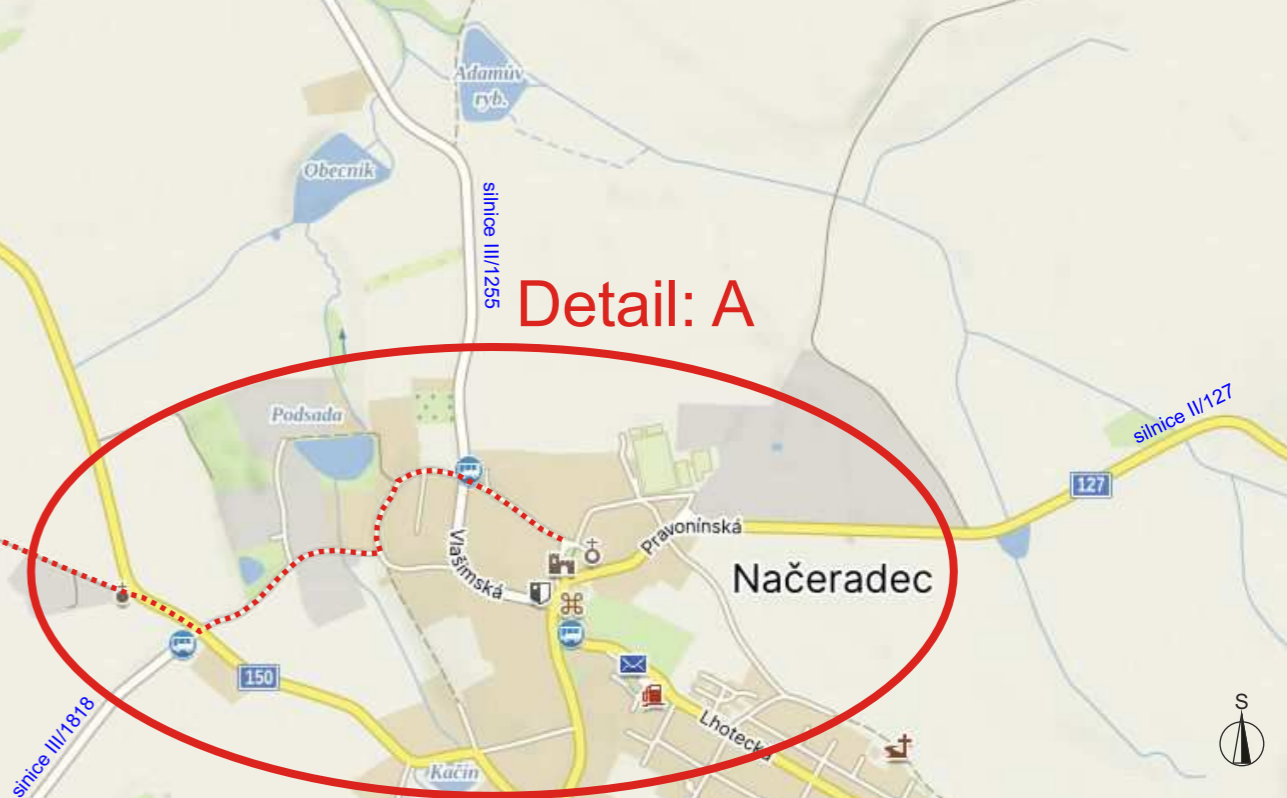 Adamův
ryb.
Obecník
silnice III/1255
Detail: A
Podsada
silnice II/127
127
Pravonínská
Vlašimská
Načeradec
150
silnice III/1818
Lhotecká
Kačín
S